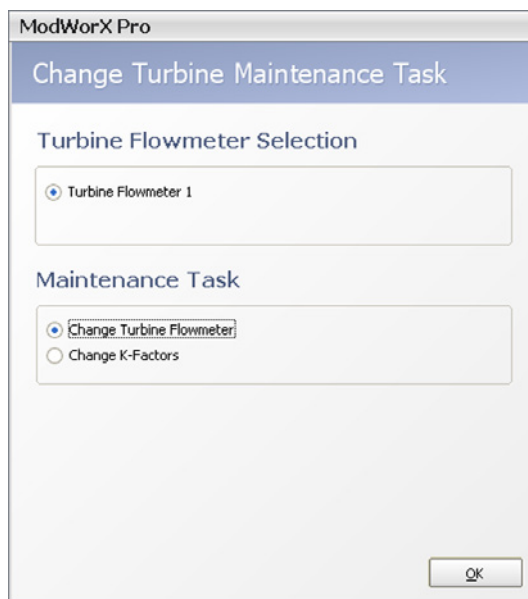 ModWorX Pro
Change Turbine Maintenance Task
Turbine Flowmeter Selection
Turbine Flowmeter 1
Maintenance Task
Change Turbine Flowmeter
Change K-Factors
OK